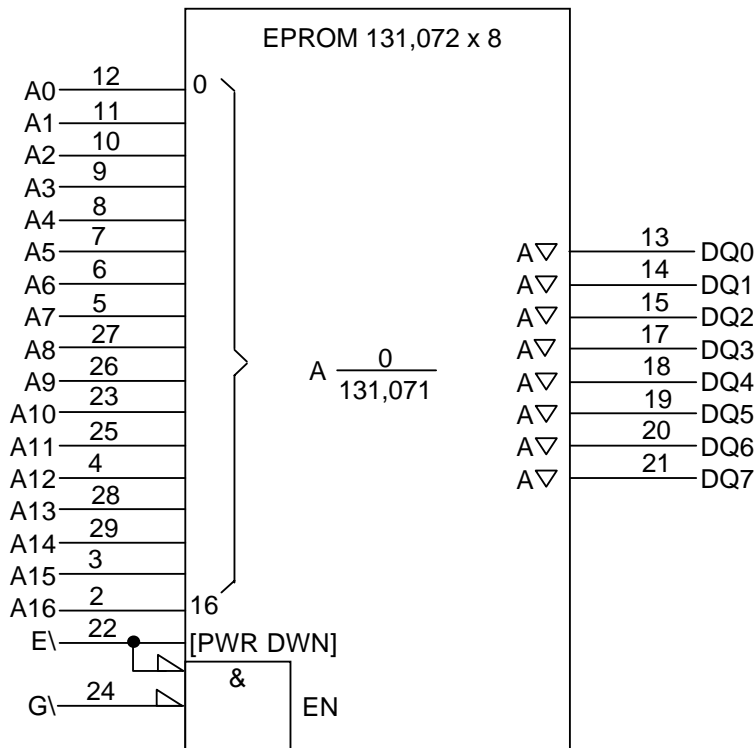 EPROM 131,072 x 8
A0 12 0
A1 11
A2 10
A3 9
A4 8
A5 7 A 13 DQ0
A6 6 A 14 DQ1
A7 5 A 15 DQ2
A8 27 A 17 DQ3
A9 26 A 0 A 18 DQ4
131,071
A10 23 A 19 DQ5
A11 25 A 20 DQ6
A12 4 A 21 DQ7
A13 28
A14 29
A15 3
A16 2 16
E\ 22 [PWR DWN]
&
G\ 24 EN